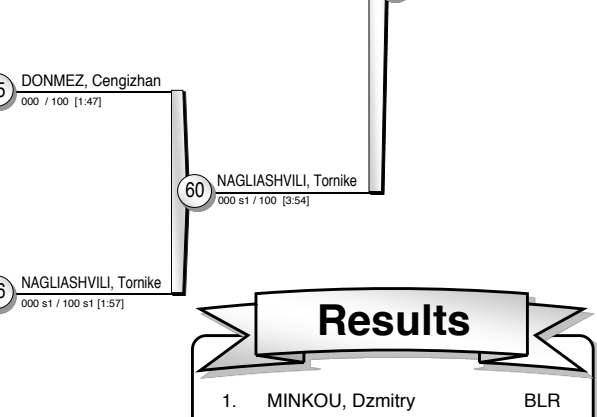 DONMEZ, Cengizhan
000 / 100 [1:47]
60
NAGLIASHVILI, Tornike
000 s1 / 100 [3:54]
NAGLIASHVILI, Tornike
000 s1 / 100 s1 [1:57]
Results
1. MINKOU, Dzmitry BLR